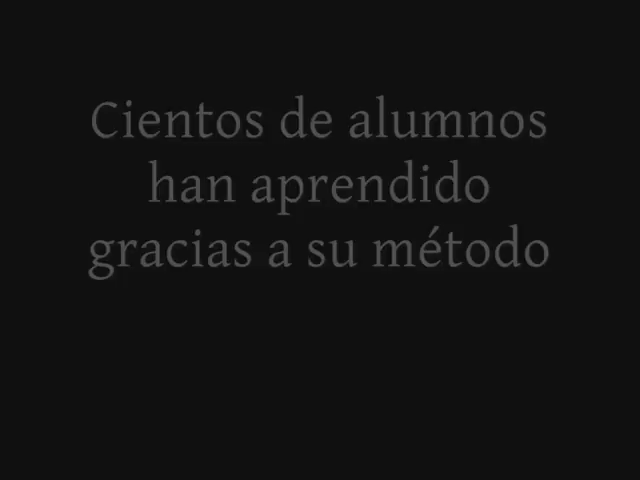 Cientos de alumnos
han aprendido
gracias a su método